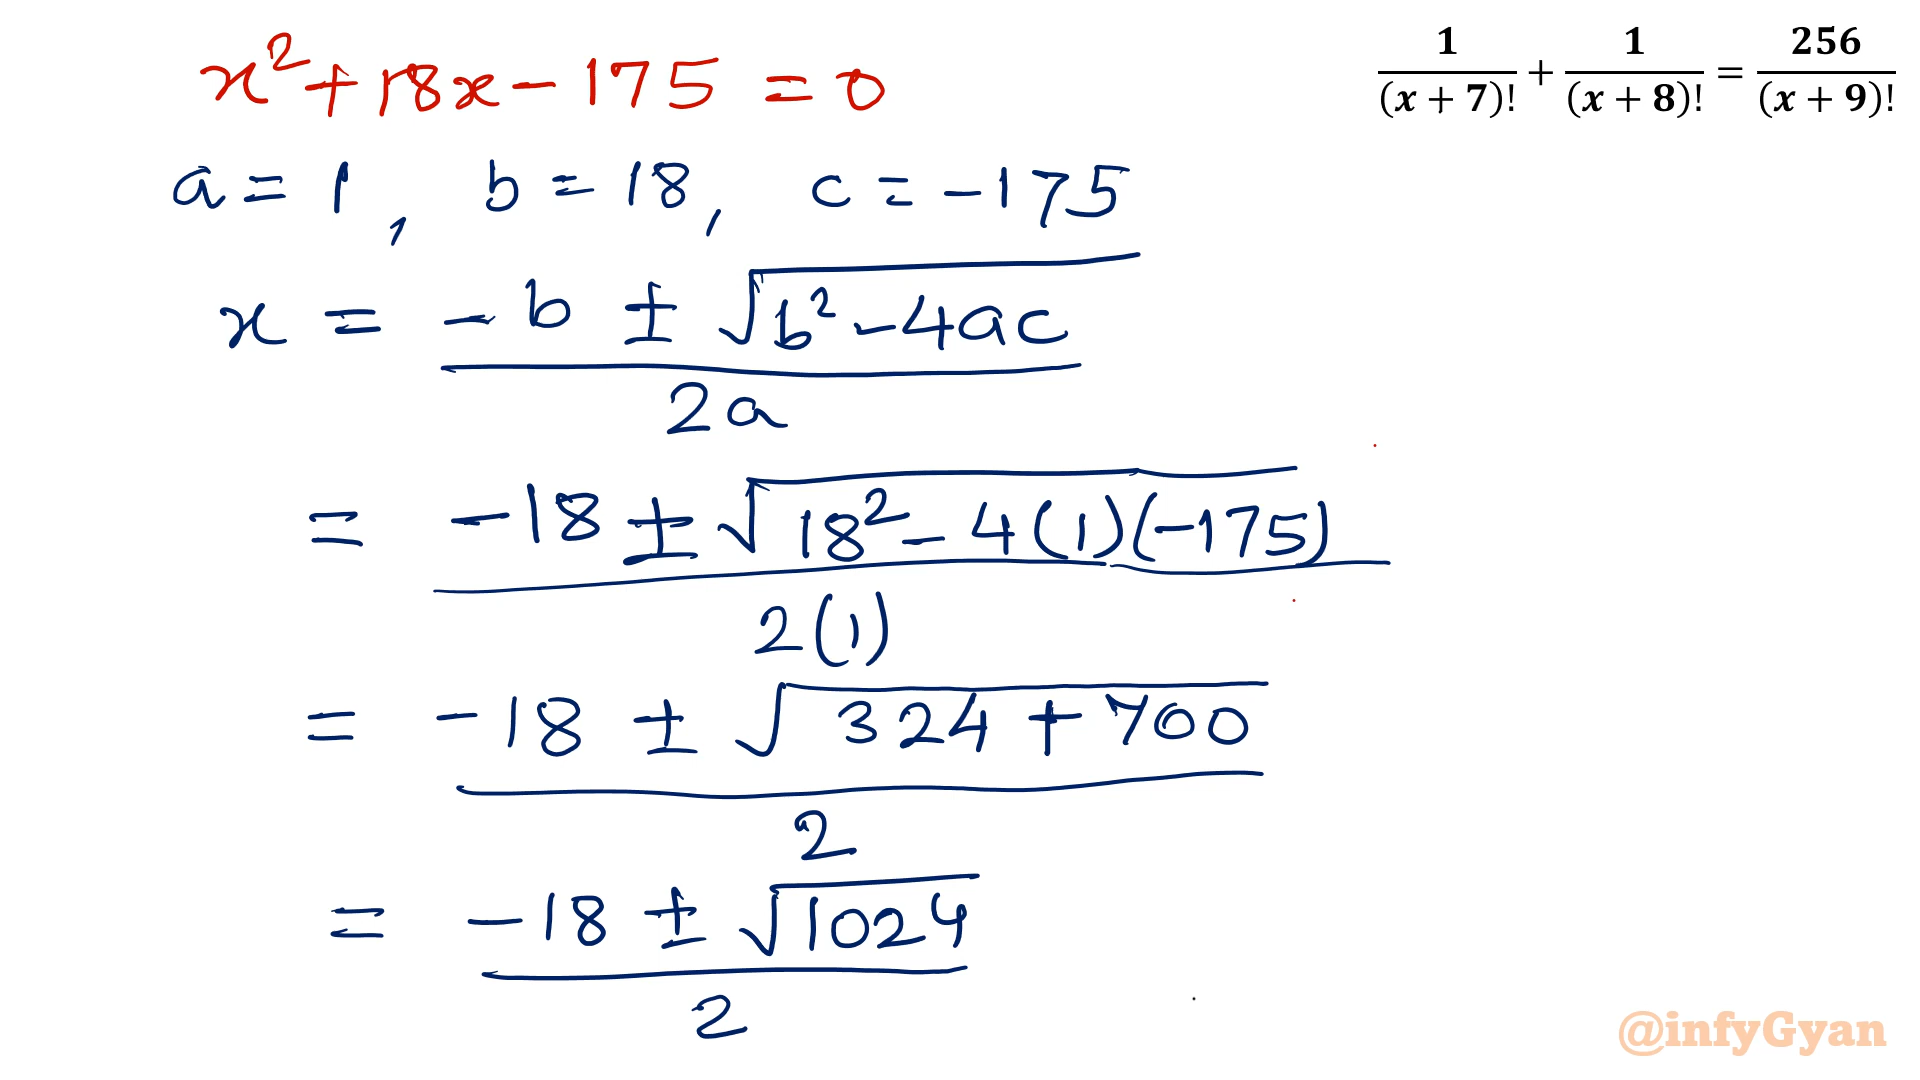 x² + 18x - 175 = 0
1/(x + 7)! + 1/(x + 8)! = 256/(x + 9)!
a = 1, b = 18, c = -175
x = (-b ± √(b² - 4ac))/2a
= (-18 ± √(18² - 4(1)(-175)))/2(1)
= (-18 ± √(324 + 700))/2
= (-18 ± √1024)/2
@infyGyan